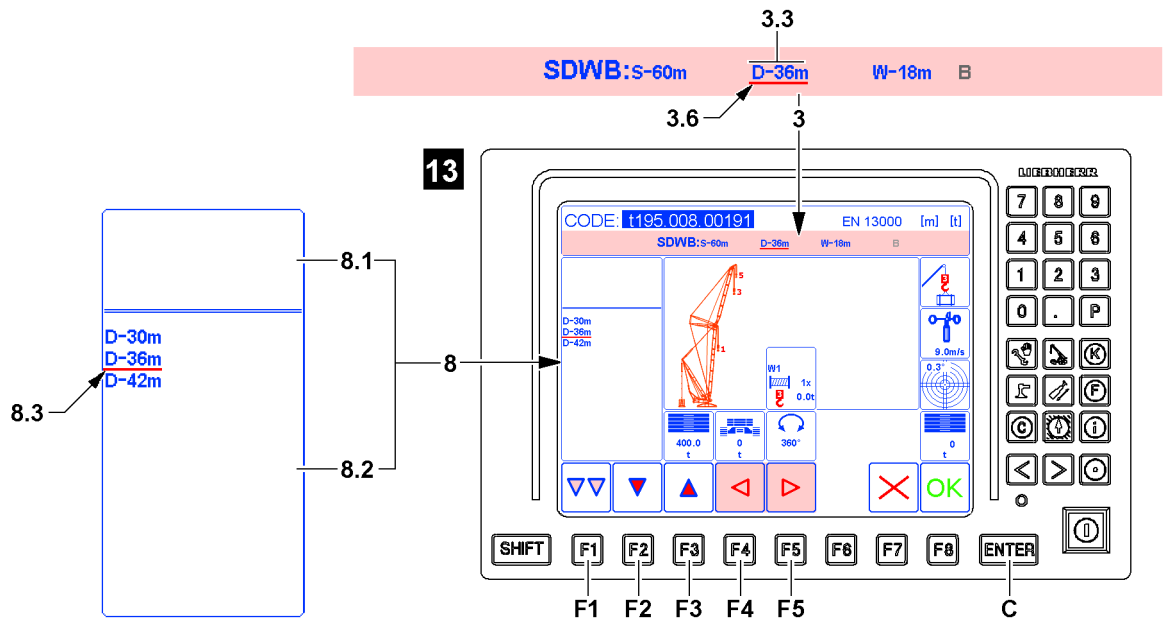 3.3
SDWB: S-60m D-36m W-18m B
3.6
3
13
LIEBHERR
CODE: t195.008.00191 EN 13000 [m] [t]
SDWB: S-60m D-36m W-18m B
8.1
D-30m
D-36m
D-42m
8.3
8
8.2
D-30m
D-36m
D-42m
5
3
1
W1
1x
3
0.0t
3
9.0m/s
0.3°
400.0
t
0
t
360°
0
t
OK
7 8 9
4 5 6
1 2 3
0 . P
K
F
C i
< >
SHIFT F1 F2 F3 F4 F5 F6 F7 F8 ENTER
F1 F2 F3 F4 F5 C